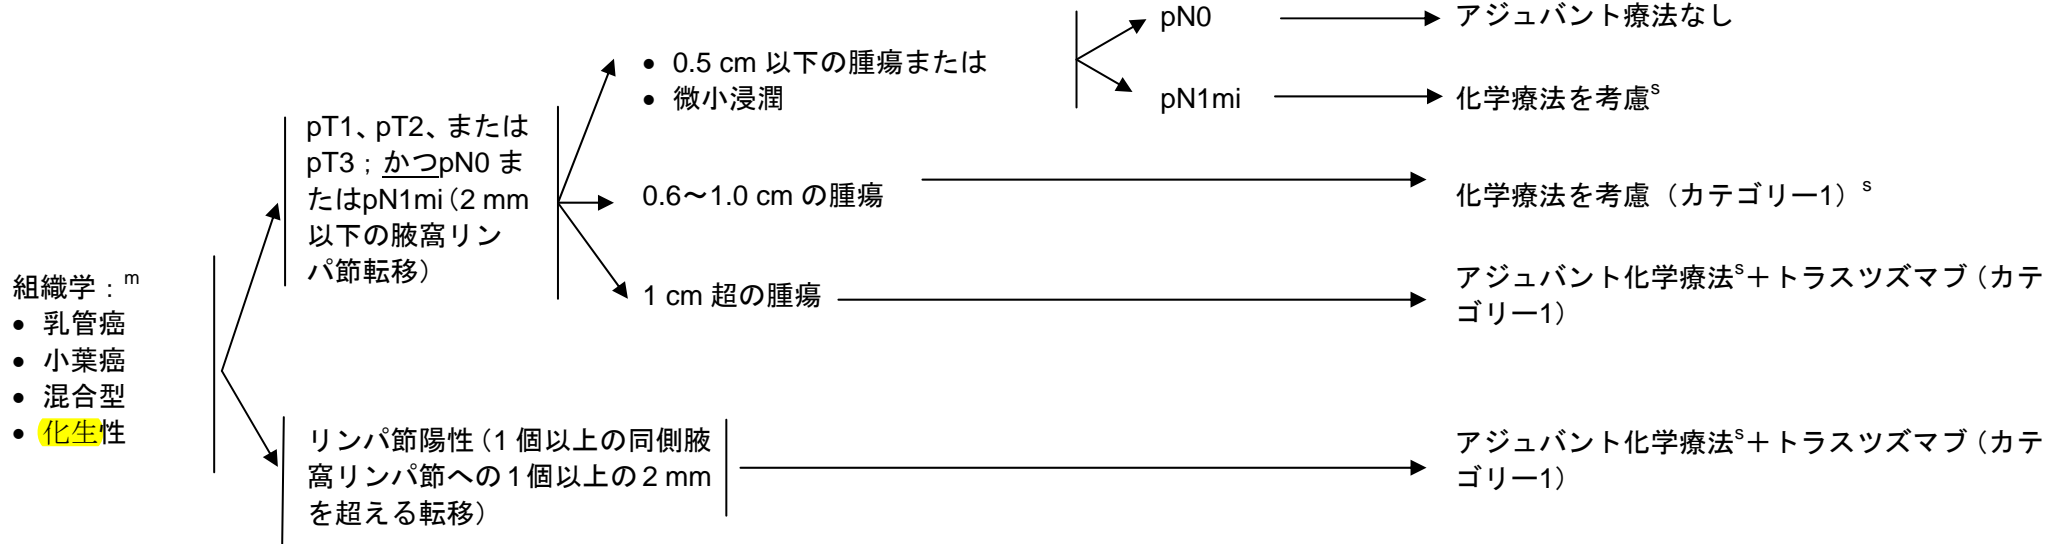 組織学：m
• 乳管癌
• 小葉癌
• 混合型
• 化生性
pT1、pT2、または
pT3；かつpN0 ま
たはpN1mi（2 mm
以下の腋窩リン
パ節転移）
• 0.5 cm 以下の腫瘍または
• 微小浸潤
pN0
アジュバント療法なし
pN1mi
化学療法を考慮s
0.6～1.0 cm の腫瘍
化学療法を考慮（カテゴリー1）s
1 cm 超の腫瘍
アジュバント化学療法s＋トラスツズマブ（カテ
ゴリー1）
リンパ節陽性（1 個以上の同側腋
窩リンパ節への1個以上の2 mm
を超える転移）
アジュバント化学療法s＋トラスツズマブ（カテ
ゴリー1）